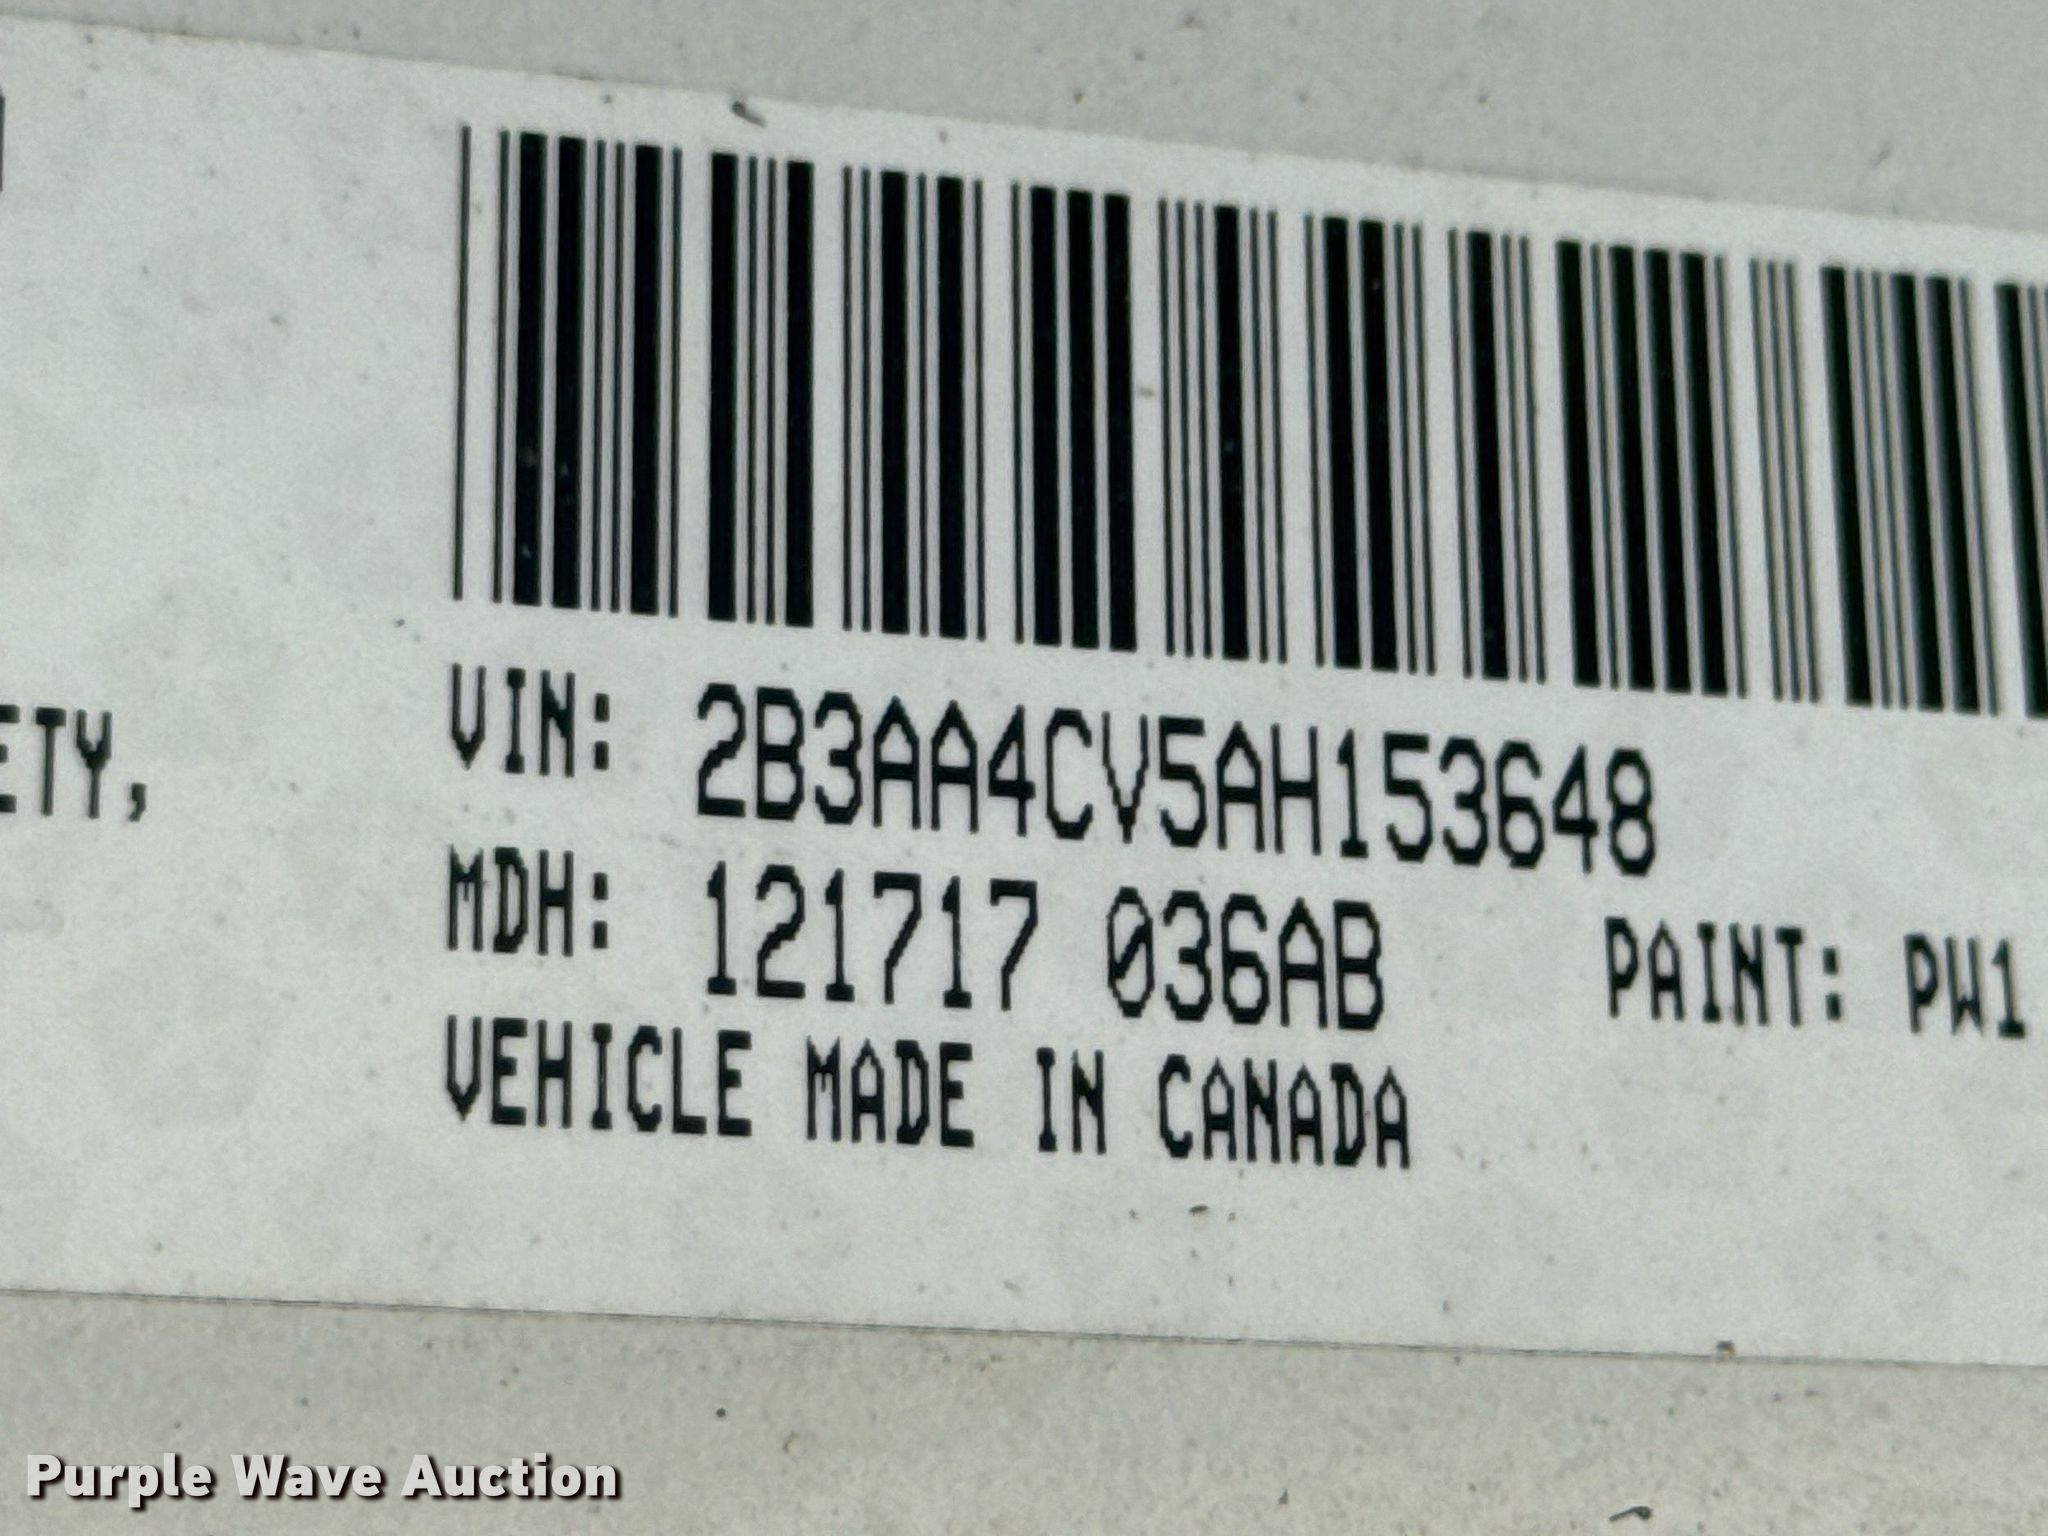 ETY,
VIN: 2B3AA4CV5AH153648
MDH: 121717 036AB PAINT: PW1
VEHICLE MADE IN CANADA
Purple Wave Auction